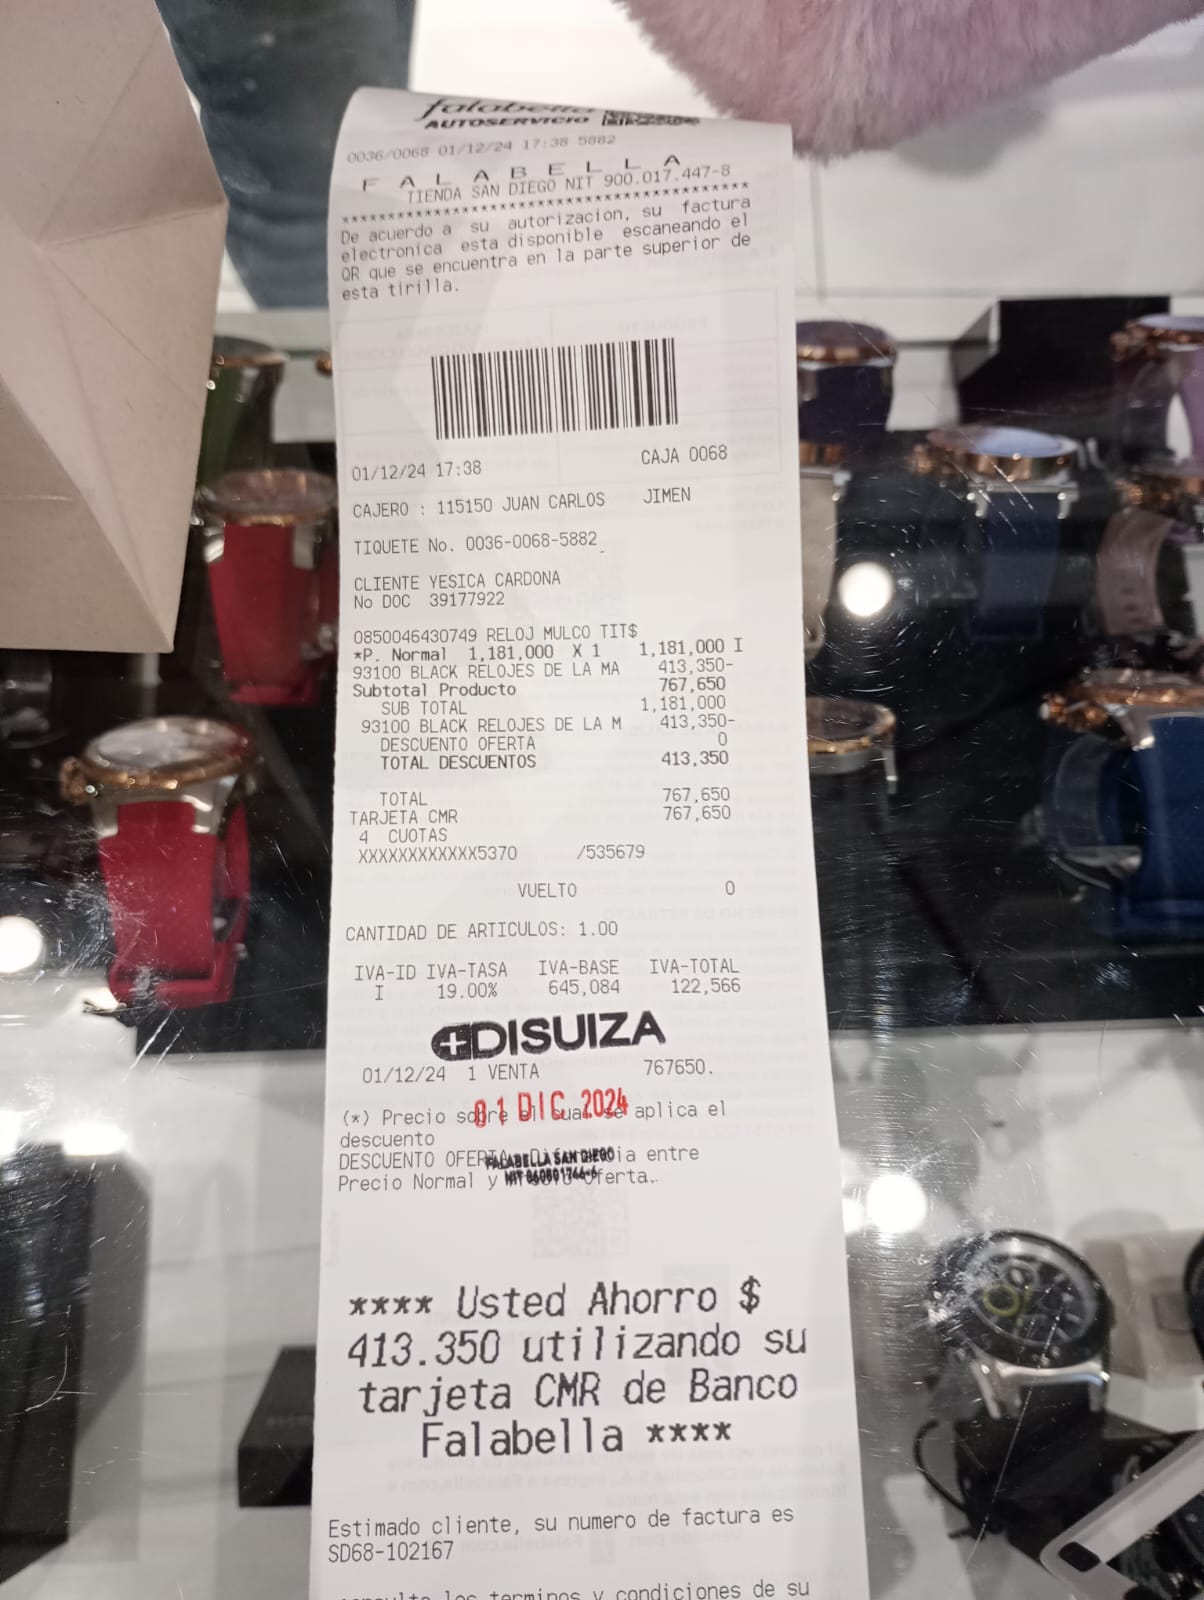 falabella
AUTOSERVICIO
0036/0068 01/12/24 17:38 5882
F A L A B E L L A
TIENDA SAN DIEGO NIT 900.017.447-8
************************************
De acuerdo a su autorizacion, su factura
electronica esta disponible escaneando el
QR que se encuentra en la parte superior de
esta tirilla.
01/12/24 17:38 CAJA 0068
CAJERO : 115150 JUAN CARLOS JIMEN
TIQUETE No. 0036-0068-5882
CLIENTE YESICA CARDONA
No DOC 39177922
0850046430749 RELOJ MULCO TIT$
*P. Normal 1,181,000 X 1 1,181,000 I
93100 BLACK RELOJES DE LA MA 413,350-
Subtotal Producto 767,650
SUB TOTAL 1,181,000
93100 BLACK RELOJES DE LA M 413,350-
DESCUENTO OFERTA 0
TOTAL DESCUENTOS 413,350
TOTAL 767,650
TARJETA CMR 767,650
4 CUOTAS
XXXXXXXXXXXX5370 /535679
VUELTO 0
CANTIDAD DE ARTICULOS: 1.00
IVA-ID IVA-TASA IVA-BASE IVA-TOTAL
I 19.00% 645,084 122,566
DISUIZA
01/12/24 1 VENTA 767650.
01 DIC 2024
(*) Precio sobre el cual se aplica el
descuento
DESCUENTO OFERTA: Diferencia entre
FALABELLA SAN DIEGO
Precio Normal y Oferta.
**** Usted Ahorro $
413.350 utilizando su
tarjeta CMR de Banco
Falabella ****
Estimado cliente, su numero de factura es
SD68-102167
los terminos y condiciones de su